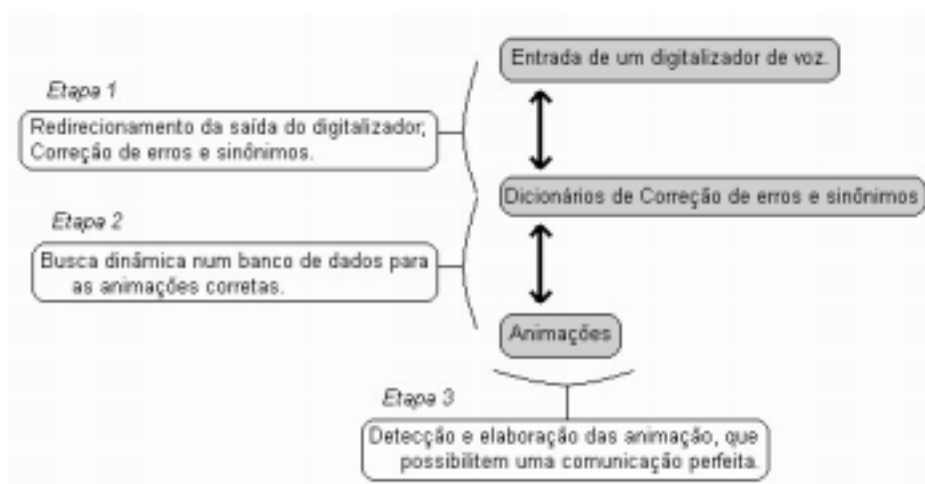 Entrada de um digitalizador de voz.
Etapa 1
Redirecionamento da saída do digitalizador;
Correção de erros e sinônimos.
Dicionários de Correção de erros e sinônimos
Etapa 2
Busca dinâmica num banco de dados para
as animações corretas.
Animações
Etapa 3
Detecção e elaboração das animação, que
possibilitem uma comunicação perfeita.